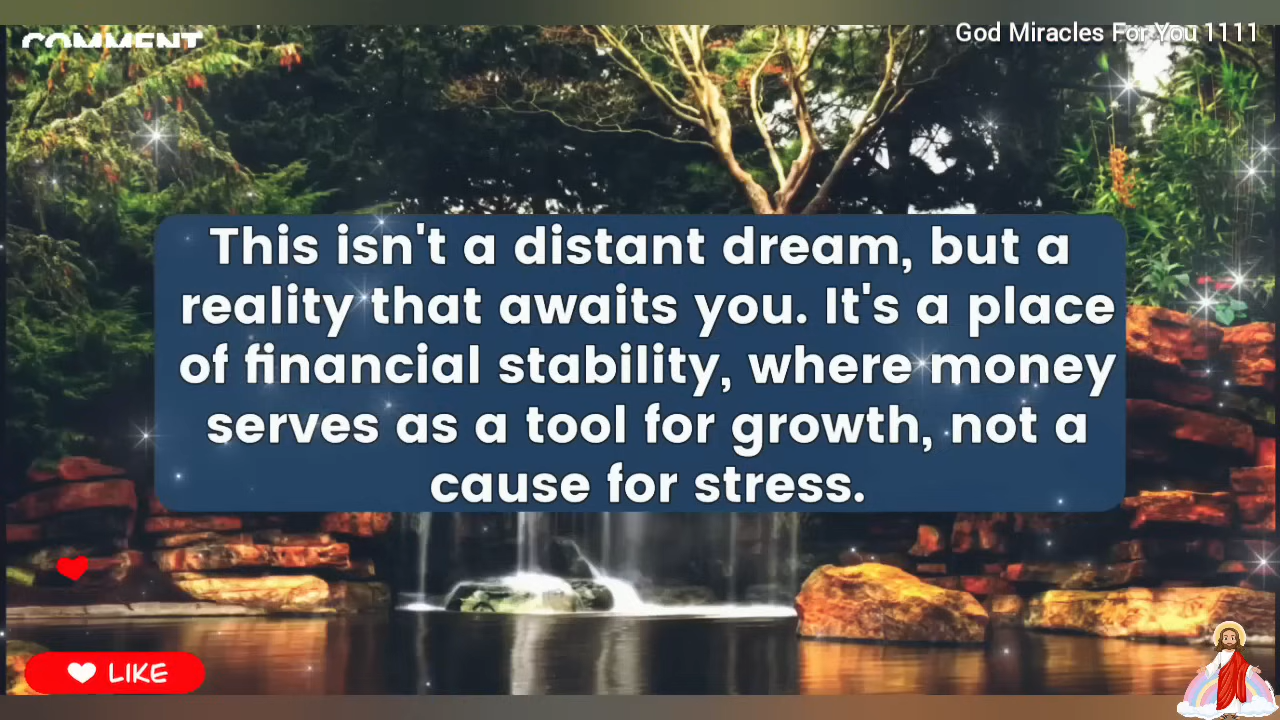 COMMENT
God Miracles For You 1111
This isn't a distant dream, but a
reality that awaits you. It's a place
of financial stability, where money
serves as a tool for growth, not a
cause for stress.
LIKE